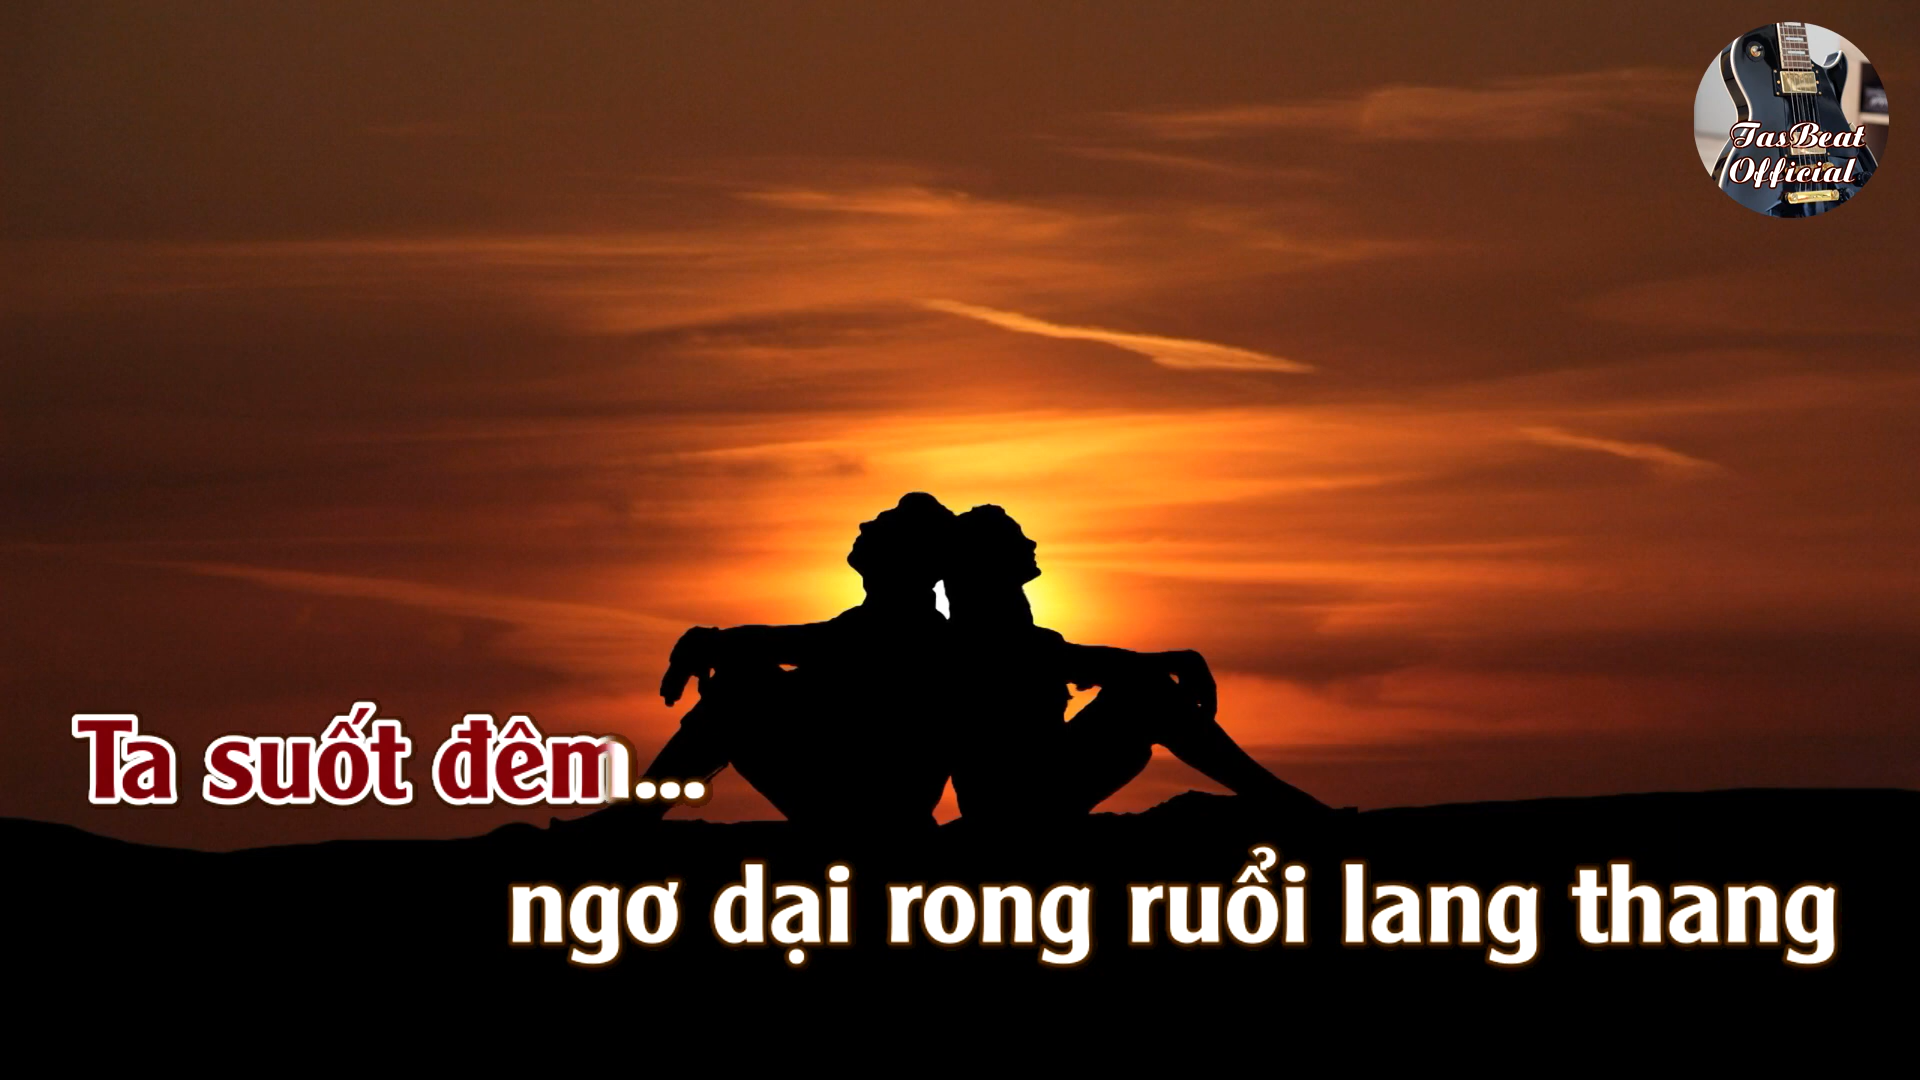 TasBeat
Official
Ta suốt đêm...
ngơ dại rong ruổi lang thang